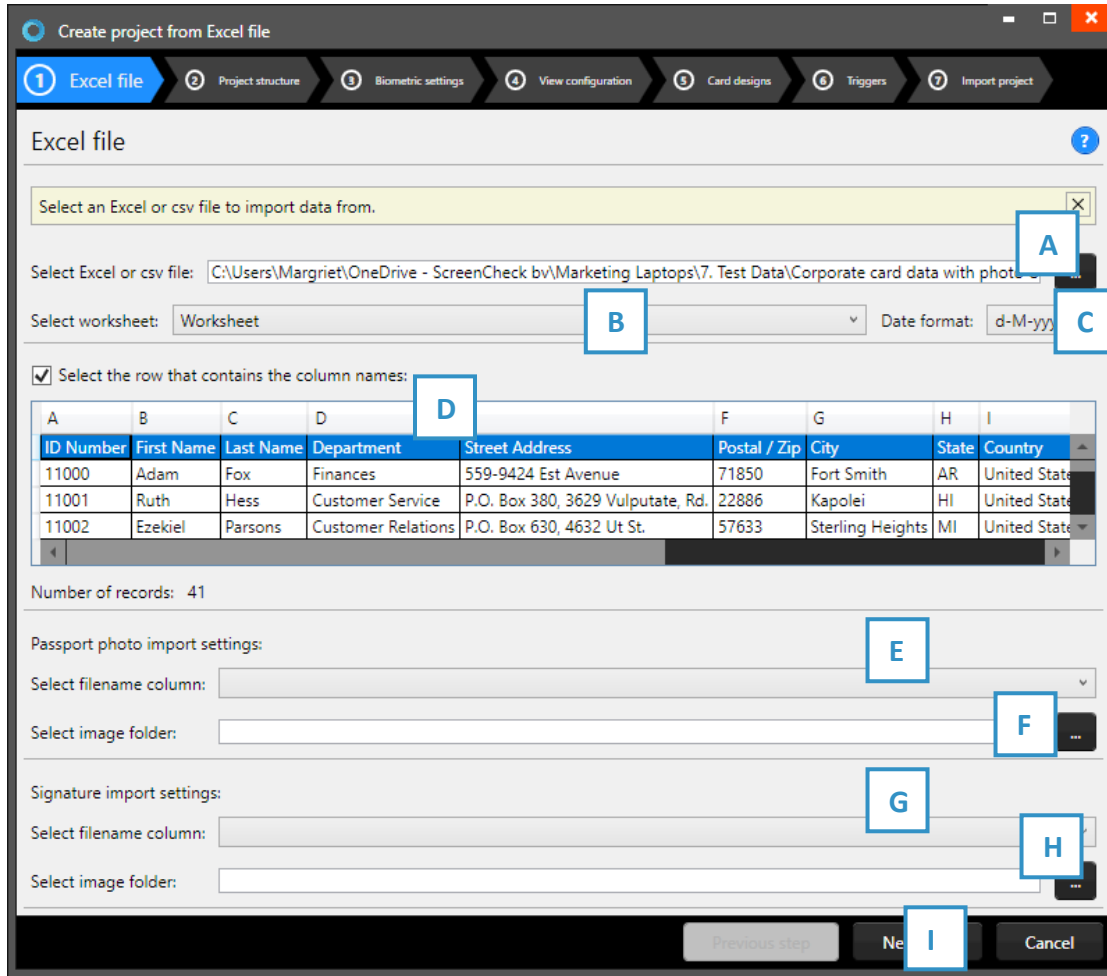 Create project from Excel file
1 Excel file 2 Project structure 3 Biometric settings 4 View configuration 5 Card designs 6 Triggers 7 Import project
Excel file ?
Select an Excel or csv file to import data from.
A
Select Excel or csv file: C:\Users\Margriet\OneDrive - ScreenCheck bv\Marketing Laptops\7. Test Data\Corporate card data with photo ...
Select worksheet: Worksheet B Date format: d-M-yyy C
Select the row that contains the column names:
D
A B C D F G H I
ID Number First Name Last Name Department Street Address Postal / Zip City State Country
11000 Adam Fox Finances 559-9424 Est Avenue 71850 Fort Smith AR United State
11001 Ruth Hess Customer Service P.O. Box 380, 3629 Vulputate, Rd. 22886 Kapolei HI United State
11002 Ezekiel Parsons Customer Relations P.O. Box 630, 4632 Ut St. 57633 Sterling Heights MI United State
Number of records: 41
Passport photo import settings: E
Select filename column:
Select image folder: F ...
Signature import settings: G
Select filename column:
H
Select image folder: ...
Previous step Ne I Cancel